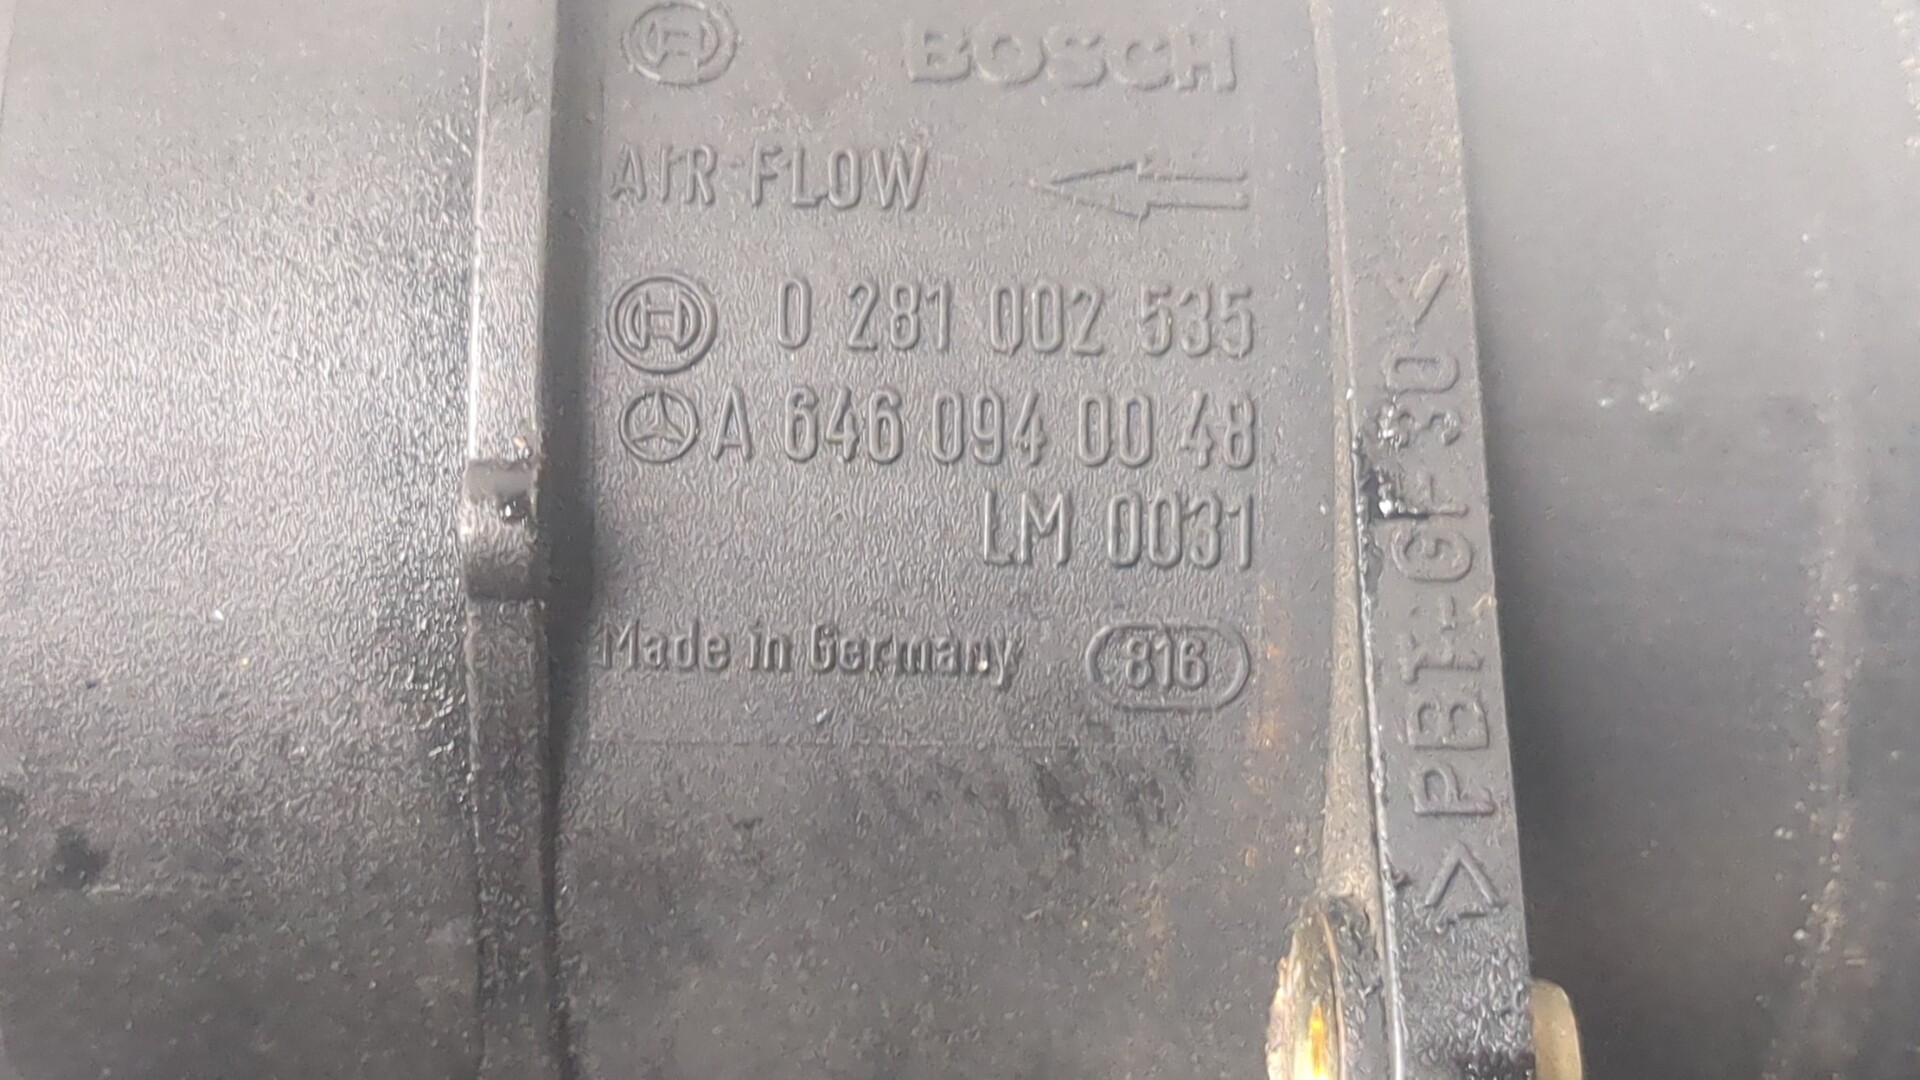 BOSCH
AIR FLOW
0 281 002 535
A 646 094 00 48
LM 0031
Made in Germany 816
>PBT-GF30<